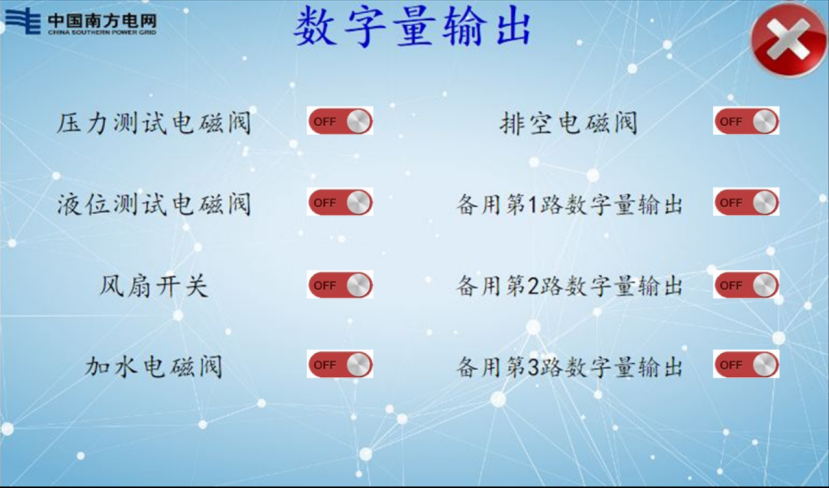 中国南方电网
CHINA SOUTHERN POWER GRID
数字量输出
压力测试电磁阀 OFF 排空电磁阀 OFF
液位测试电磁阀 OFF 备用第1路数字量输出 OFF
风扇开关 OFF 备用第2路数字量输出 OFF
加水电磁阀 OFF 备用第3路数字量输出 OFF